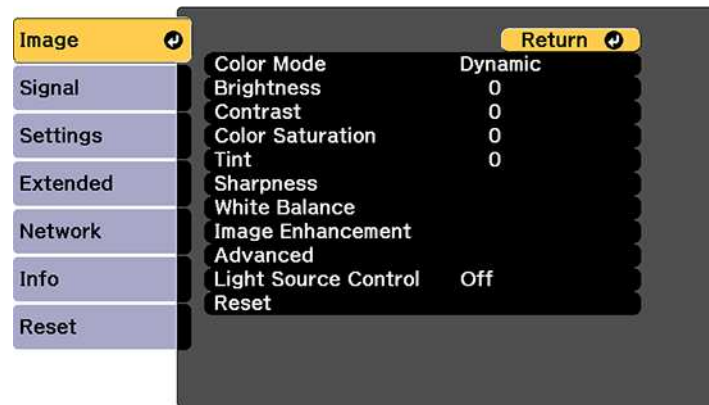 Image
Signal
Settings
Extended
Network
Info
Reset
Return
Color Mode Dynamic
Brightness 0
Contrast 0
Color Saturation 0
Tint 0
Sharpness
White Balance
Image Enhancement
Advanced
Light Source Control Off
Reset